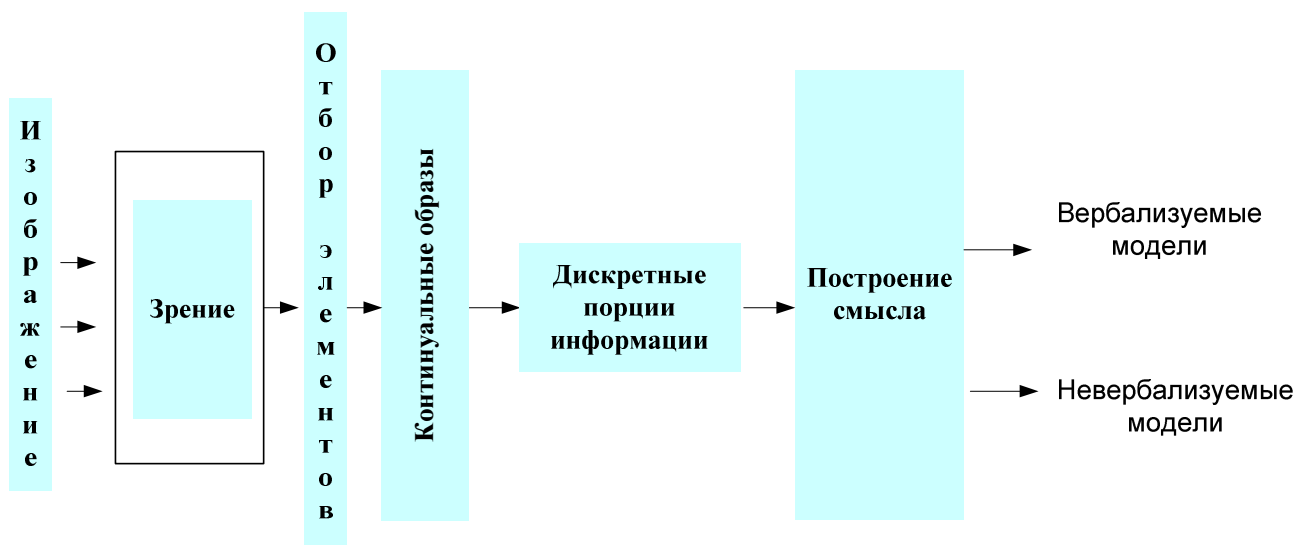 Изображение
Зрение
Отбор элементов
Континуальные образы
Дискретные
порции
информации
Построение
смысла
Вербализуемые
модели
Невербализуемые
модели